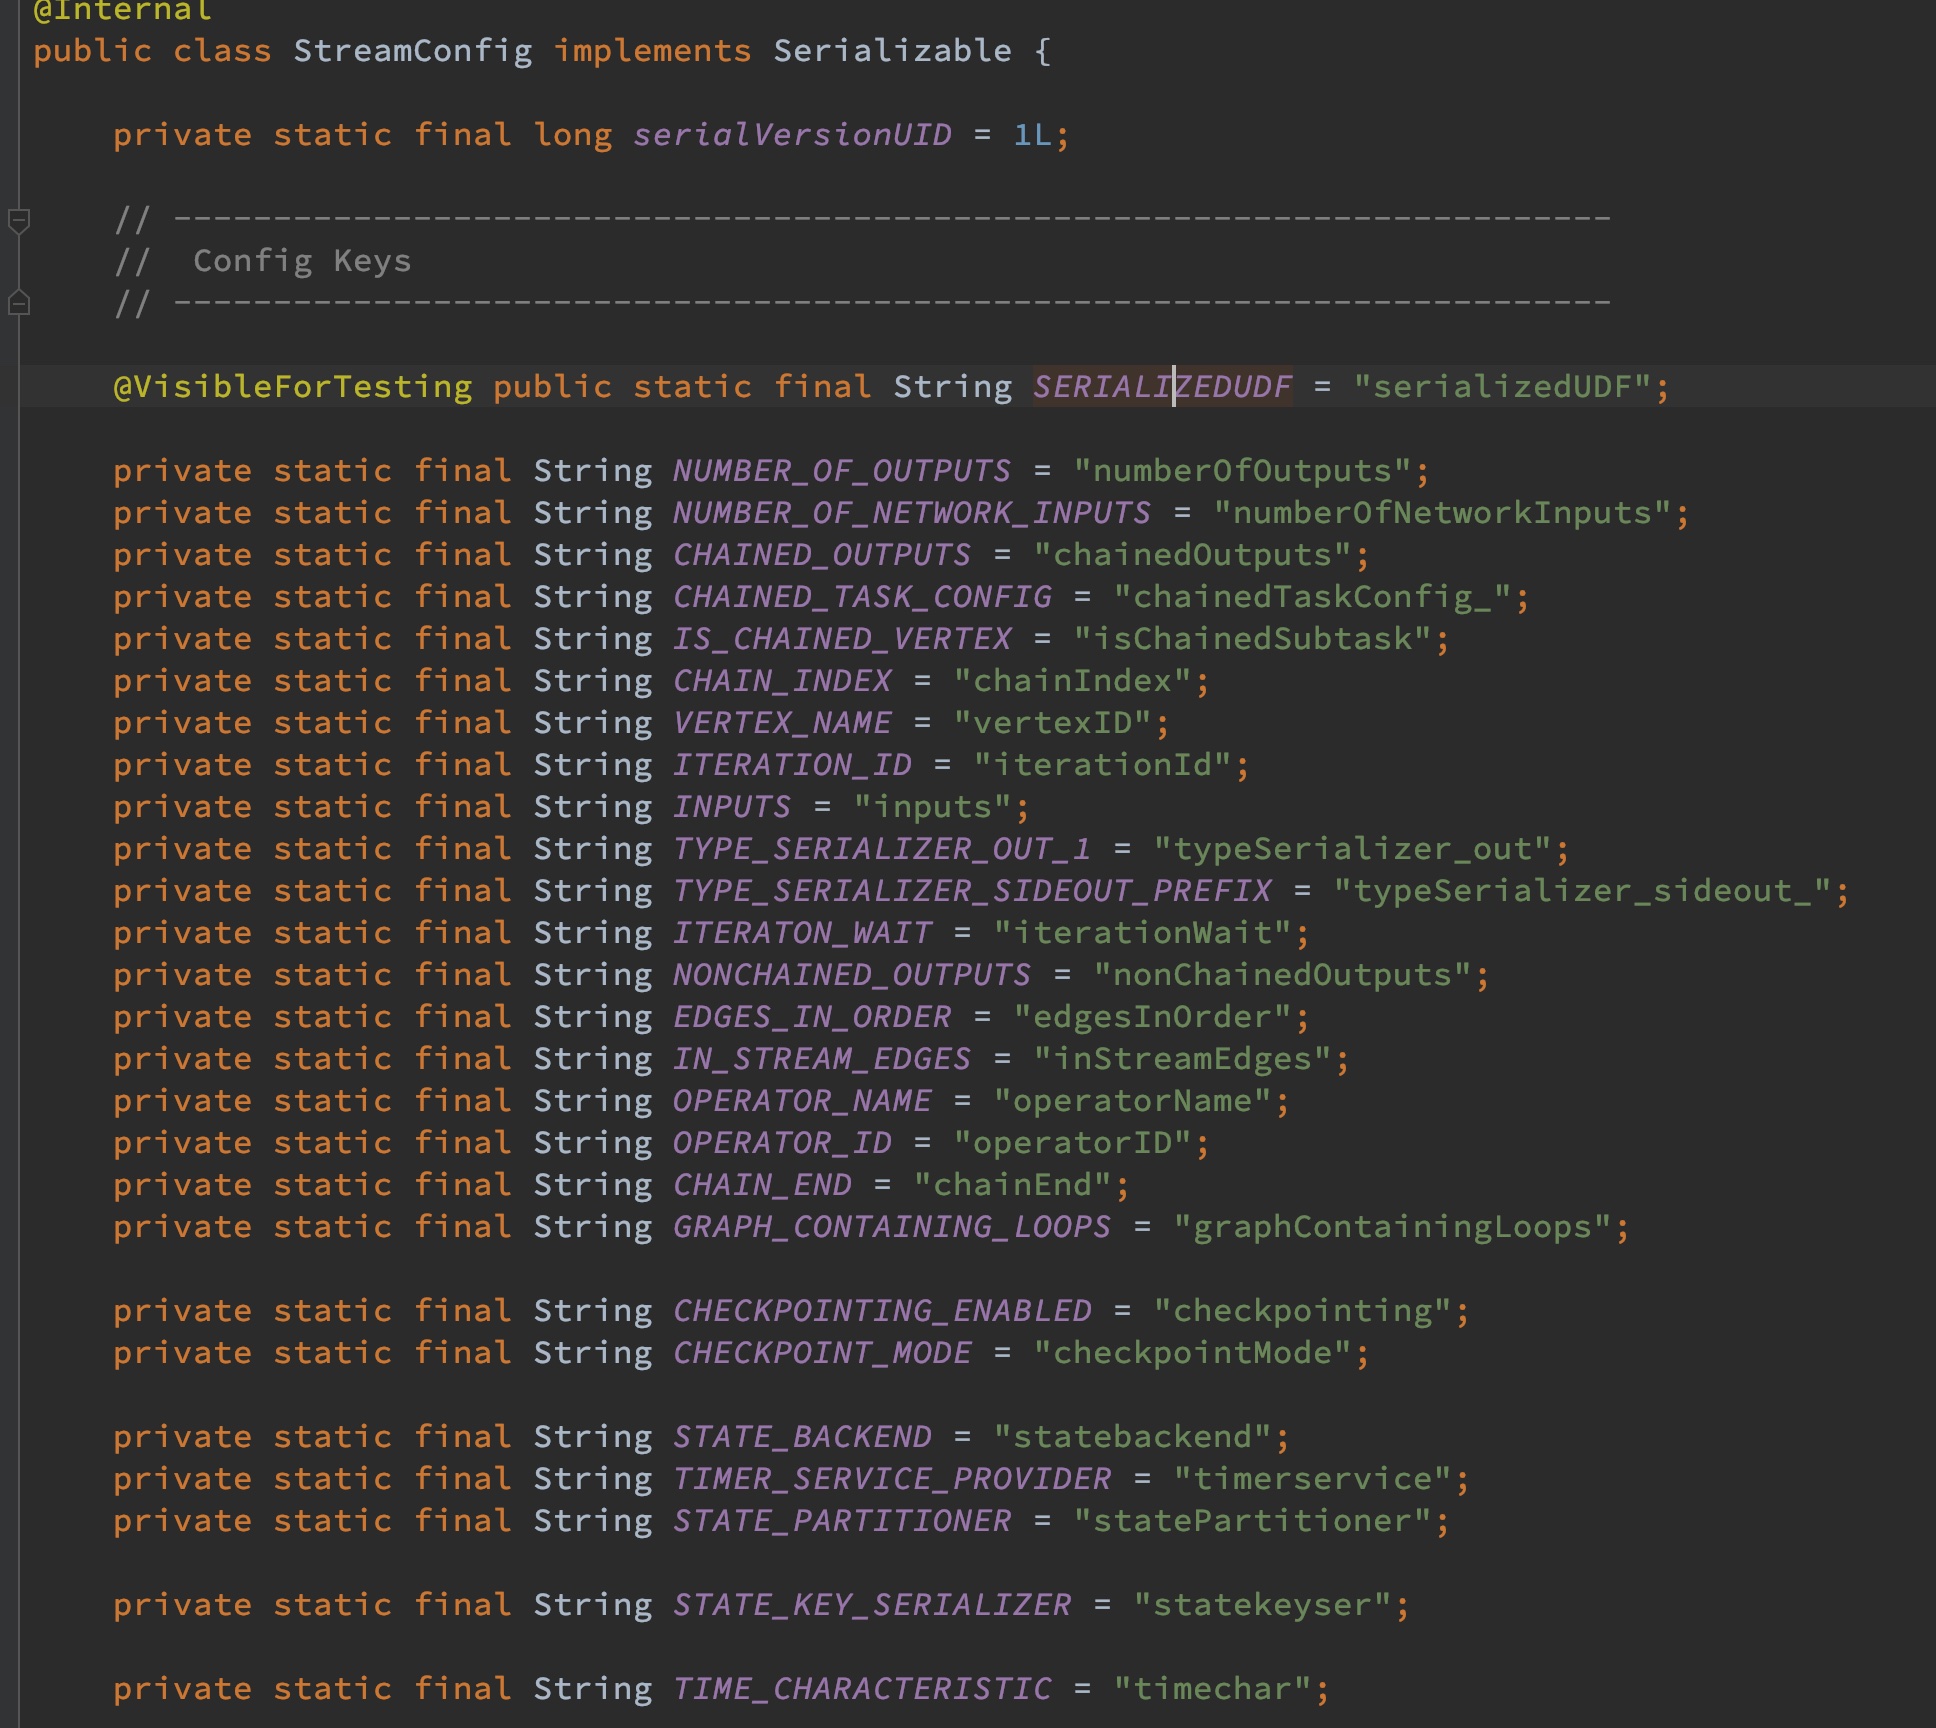 @Internal
public class StreamConfig implements Serializable {
private static final long serialVersionUID = 1L;
// ------------------------------------------------------------------------
//  Config Keys
// ------------------------------------------------------------------------
@VisibleForTesting public static final String SERIALIZEDUDF = "serializedUDF";
private static final String NUMBER_OF_OUTPUTS = "numberOfOutputs";
private static final String NUMBER_OF_NETWORK_INPUTS = "numberOfNetworkInputs";
private static final String CHAINED_OUTPUTS = "chainedOutputs";
private static final String CHAINED_TASK_CONFIG = "chainedTaskConfig_";
private static final String IS_CHAINED_VERTEX = "isChainedSubtask";
private static final String CHAIN_INDEX = "chainIndex";
private static final String VERTEX_NAME = "vertexID";
private static final String ITERATION_ID = "iterationId";
private static final String INPUTS = "inputs";
private static final String TYPE_SERIALIZER_OUT_1 = "typeSerializer_out";
private static final String TYPE_SERIALIZER_SIDEOUT_PREFIX = "typeSerializer_sideout_";
private static final String ITERATON_WAIT = "iterationWait";
private static final String NONCHAINED_OUTPUTS = "nonChainedOutputs";
private static final String EDGES_IN_ORDER = "edgesInOrder";
private static final String IN_STREAM_EDGES = "inStreamEdges";
private static final String OPERATOR_NAME = "operatorName";
private static final String OPERATOR_ID = "operatorID";
private static final String CHAIN_END = "chainEnd";
private static final String GRAPH_CONTAINING_LOOPS = "graphContainingLoops";
private static final String CHECKPOINTING_ENABLED = "checkpointing";
private static final String CHECKPOINT_MODE = "checkpointMode";
private static final String STATE_BACKEND = "statebackend";
private static final String TIMER_SERVICE_PROVIDER = "timerservice";
private static final String STATE_PARTITIONER = "statePartitioner";
private static final String STATE_KEY_SERIALIZER = "statekeyser";
private static final String TIME_CHARACTERISTIC = "timechar";